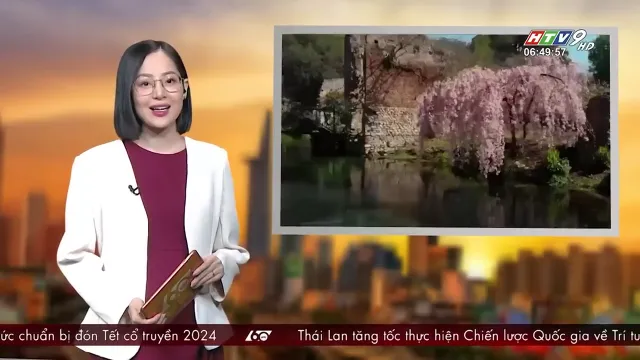 HTV9 HD
06:49:57
ức chuẩn bị đón Tết cổ truyền 2024 60 Thái Lan tăng tốc thực hiện Chiến lược Quốc gia về Trí t